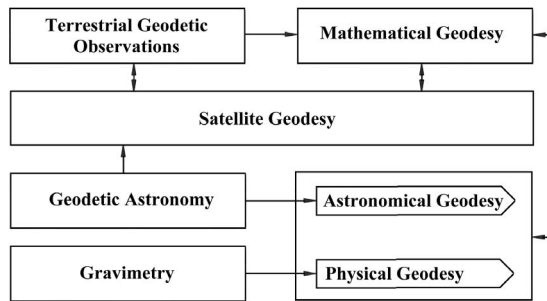 Terrestrial Geodetic
Observations
Mathematical Geodesy
Satellite Geodesy
Geodetic Astronomy
Astronomical Geodesy
Gravimetry
Physical Geodesy